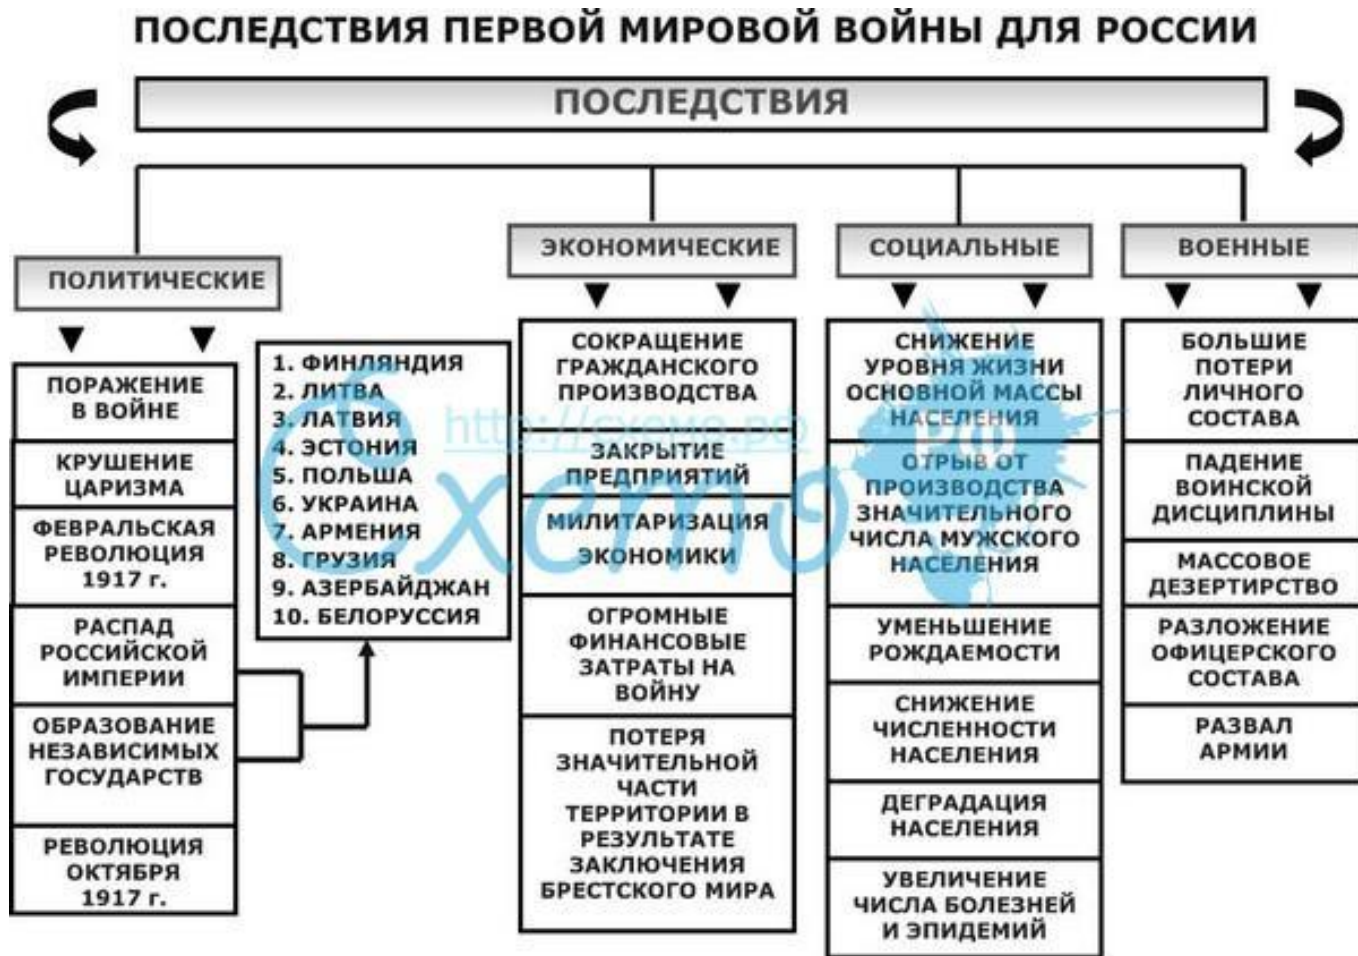 ПОСЛЕДСТВИЯ ПЕРВОЙ МИРОВОЙ ВОЙНЫ ДЛЯ РОССИИ
ПОСЛЕДСТВИЯ
ПОЛИТИЧЕСКИЕ
ПОРАЖЕНИЕ
В ВОЙНЕ
КРУШЕНИЕ
ЦАРИЗМА
ФЕВРАЛЬСКАЯ
РЕВОЛЮЦИЯ
1917 г.
РАСПАД
РОССИЙСКОЙ
ИМПЕРИИ
ОБРАЗОВАНИЕ
НЕЗАВИСИМЫХ
ГОСУДАРСТВ
РЕВОЛЮЦИЯ
ОКТЯБРЯ
1917 г.
1. ФИНЛЯНДИЯ
2. ЛИТВА
3. ЛАТВИЯ
4. ЭСТОНИЯ
5. ПОЛЬША
6. УКРАИНА
7. АРМЕНИЯ
8. ГРУЗИЯ
9. АЗЕРБАЙДЖАН
10. БЕЛОРУССИЯ
ЭКОНОМИЧЕСКИЕ
СОКРАЩЕНИЕ
ГРАЖДАНСКОГО
ПРОИЗВОДСТВА
ЗАКРЫТИЕ
ПРЕДПРИЯТИЙ
МИЛИТАРИЗАЦИЯ
ЭКОНОМИКИ
ОГРОМНЫЕ
ФИНАНСОВЫЕ
ЗАТРАТЫ НА
ВОЙНУ
ПОТЕРЯ
ЗНАЧИТЕЛЬНОЙ
ЧАСТИ
ТЕРРИТОРИИ В
РЕЗУЛЬТАТЕ
ЗАКЛЮЧЕНИЯ
БРЕСТСКОГО МИРА
СОЦИАЛЬНЫЕ
СНИЖЕНИЕ
УРОВНЯ ЖИЗНИ
ОСНОВНОЙ МАССЫ
НАСЕЛЕНИЯ
ОТРЫВ ОТ
ПРОИЗВОДСТВА
ЗНАЧИТЕЛЬНОГО
ЧИСЛА МУЖСКОГО
НАСЕЛЕНИЯ
УМЕНЬШЕНИЕ
РОЖДАЕМОСТИ
СНИЖЕНИЕ
ЧИСЛЕННОСТИ
НАСЕЛЕНИЯ
ДЕГРАДАЦИЯ
НАСЕЛЕНИЯ
УВЕЛИЧЕНИЕ
ЧИСЛА БОЛЕЗНЕЙ
И ЭПИДЕМИЙ
ВОЕННЫЕ
БОЛЬШИЕ
ПОТЕРИ
ЛИЧНОГО
СОСТАВА
ПАДЕНИЕ
ВОИНСКОЙ
ДИСЦИПЛИНЫ
МАССОВОЕ
ДЕЗЕРТИРСТВО
РАЗЛОЖЕНИЕ
ОФИЦЕРСКОГО
СОСТАВА
РАЗВАЛ
АРМИИ
http://схемо.рф
Схемо РФ